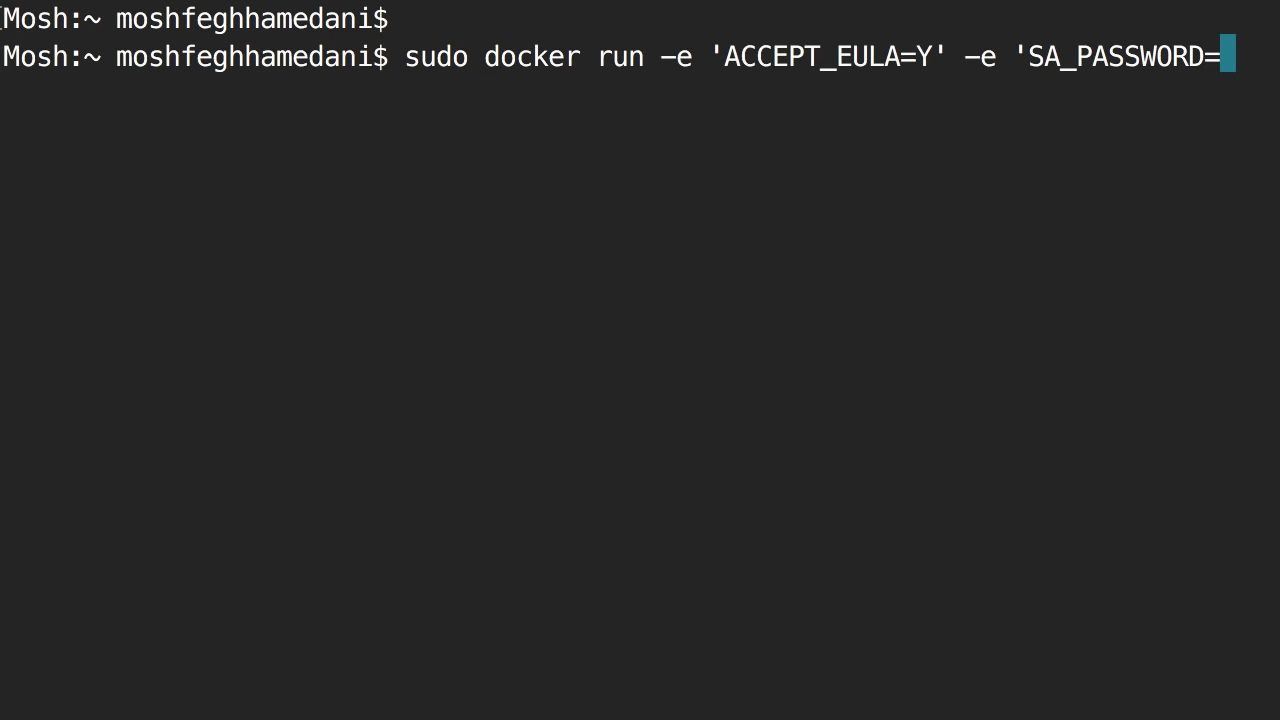 Mosh:~ moshfeghhamedani$
Mosh:~ moshfeghhamedani$ sudo docker run -e 'ACCEPT_EULA=Y' -e 'SA_PASSWORD=